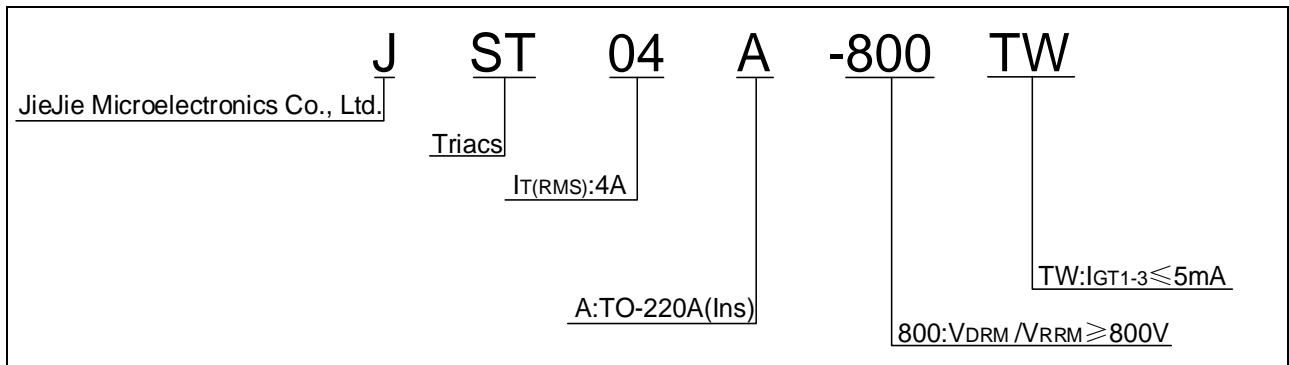 J ST 04 A -800 TW
JieJie Microelectronics Co., Ltd.
Triacs
IT(RMS):4A
TW:IGT1-3≤5mA
A:TO-220A(Ins)
800:VDRM /VRRM≥800V